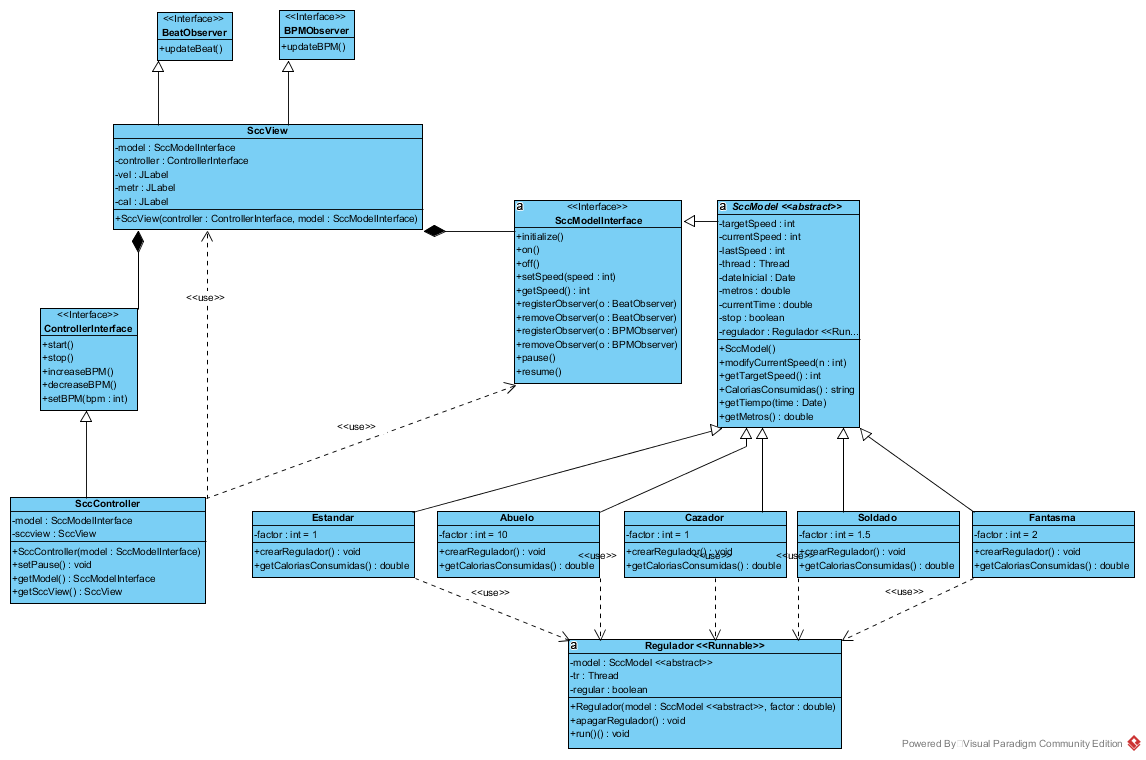 <<Interface>>
BeatObserver
+updateBeat()
<<Interface>>
BPMObserver
+updateBPM()
SccView
-model : SccModelInterface
-controller : ControllerInterface
-vel : JLabel
-metr : JLabel
-cal : JLabel
+SccView(controller : ControllerInterface, model : SccModelInterface)
a
<<Interface>>
SccModelInterface
+initialize()
+on()
+off()
+setSpeed(speed : int)
+getSpeed() : int
+registerObserver(o : BeatObserver)
+removeObserver(o : BeatObserver)
+registerObserver(o : BPMObserver)
+removeObserver(o : BPMObserver)
+pause()
+resume()
a
SccModel <<abstract>>
-targetSpeed : int
-currentSpeed : int
-lastSpeed : int
-thread : Thread
-dateInicial : Date
-metros : double
-currentTime : double
-stop : boolean
-regulador : Regulador <<Run...
+SccModel()
+modifyCurrentSpeed(n : int)
+getTargetSpeed() : int
+CaloriasConsumidas() : string
+getTiempo(time : Date)
+getMetros() : double
<<use>>
<<Interface>>
ControllerInterface
+start()
+stop()
+increaseBPM()
+decreaseBPM()
+setBPM(bpm : int)
<<use>>
SccController
-model : SccModelInterface
-sccview : SccView
+SccController(model : SccModelInterface)
+setPause() : void
+getModel() : SccModelInterface
+getSccView() : SccView
Estandar
-factor : int = 1
+crearRegulador() : void
+getCaloriasConsumidas() : double
Abuelo
-factor : int = 10
+crearRegulador() : void
+getCaloriasConsumidas() : double
Cazador
-factor : int = 1
+crearRegulador() : void
+getCaloriasConsumidas() : double
Soldado
-factor : int = 1.5
+crearRegulador() : void
+getCaloriasConsumidas() : double
Fantasma
-factor : int = 2
+crearRegulador() : void
+getCaloriasConsumidas() : double
<<use>>
<<use>>
<<use>>
<<use>>
<<use>>
a
Regulador <<Runnable>>
-model : SccModel <<abstract>>
-tr : Thread
-regular : boolean
+Regulador(model : SccModel <<abstract>>, factor : double)
+apagarRegulador() : void
+run()() : void
Powered By Visual Paradigm Community Edition